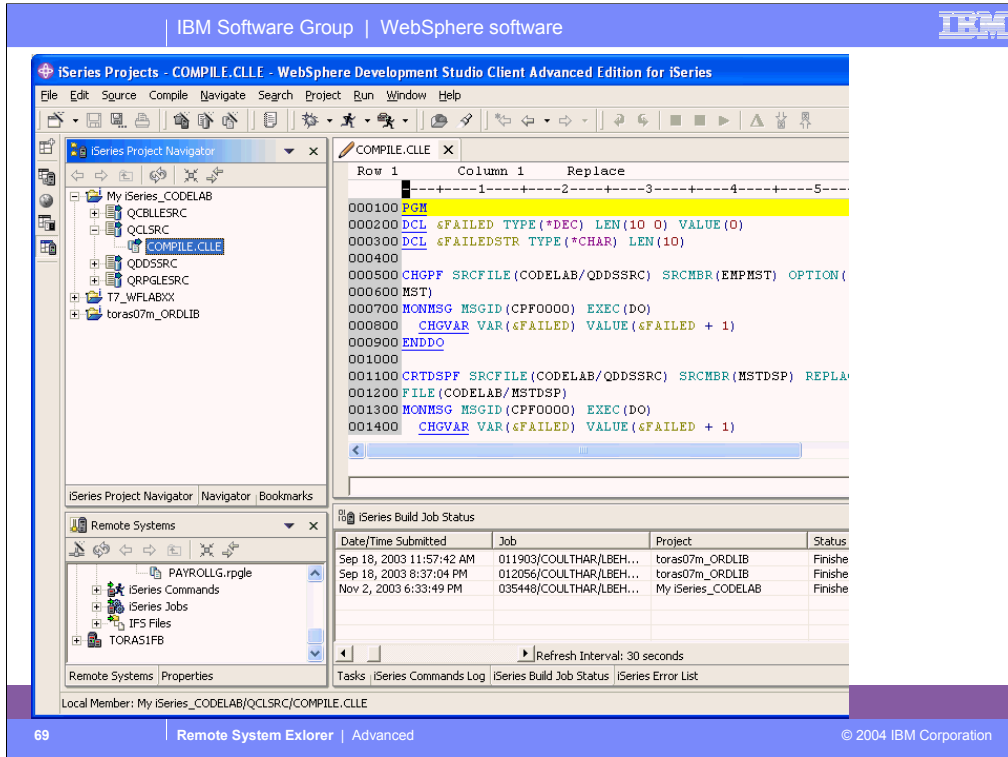 IBM Software Group | WebSphere software
IBM
iSeries Projects - COMPILE.CLLE - WebSphere Development Studio Client Advanced Edition for iSeries
File Edit Source Compile Navigate Search Project Run Window Help
iSeries Project Navigator
My iSeries_CODELAB
QCBLLESRC
QCLSRC
COMPILE.CLLE
QDDSSRC
QRPGLESRC
T7_WFLABXX
toras07m_ORDLIB
iSeries Project Navigator Navigator Bookmarks
COMPILE.CLLE
Row 1 Column 1 Replace
----+----1----+----2----+----3----+----4----+----5---
000100 PGM
000200 DCL &FAILED TYPE(*DEC) LEN(10 0) VALUE(0)
000300 DCL &FAILEDSTR TYPE(*CHAR) LEN(10)
000400
000500 CHGPF SRCFILE(CODELAB/QDDSSRC) SRCMBR(EMPMST) OPTION(
000600 MST)
000700 MONMSG MSGID(CPF0000) EXEC(DO)
000800 CHGVAR VAR(&FAILED) VALUE(&FAILED + 1)
000900 ENDDO
001000
001100 CRTDSPF SRCFILE(CODELAB/QDDSSRC) SRCMBR(MSTDSP) REPLA
001200 FILE(CODELAB/MSTDSP)
001300 MONMSG MSGID(CPF0000) EXEC(DO)
001400 CHGVAR VAR(&FAILED) VALUE(&FAILED + 1)
Remote Systems
PAYROLLG.rpgle
iSeries Commands
iSeries Jobs
IFS Files
TORAS1FB
Remote Systems Properties
iSeries Build Job Status
Date/Time Submitted Job Project Status
Sep 18, 2003 11:57:42 AM 011903/COULTHAR/LBEH... toras07m_ORDLIB Finishe
Sep 18, 2003 8:37:04 PM 012056/COULTHAR/LBEH... toras07m_ORDLIB Finishe
Nov 2, 2003 6:33:49 PM 035448/COULTHAR/LBEH... My iSeries_CODELAB Finishe
Refresh Interval: 30 seconds
Tasks iSeries Commands Log iSeries Build Job Status iSeries Error List
Local Member: My iSeries_CODELAB/QCLSRC/COMPILE.CLLE
69 Remote System Exlorer | Advanced © 2004 IBM Corporation